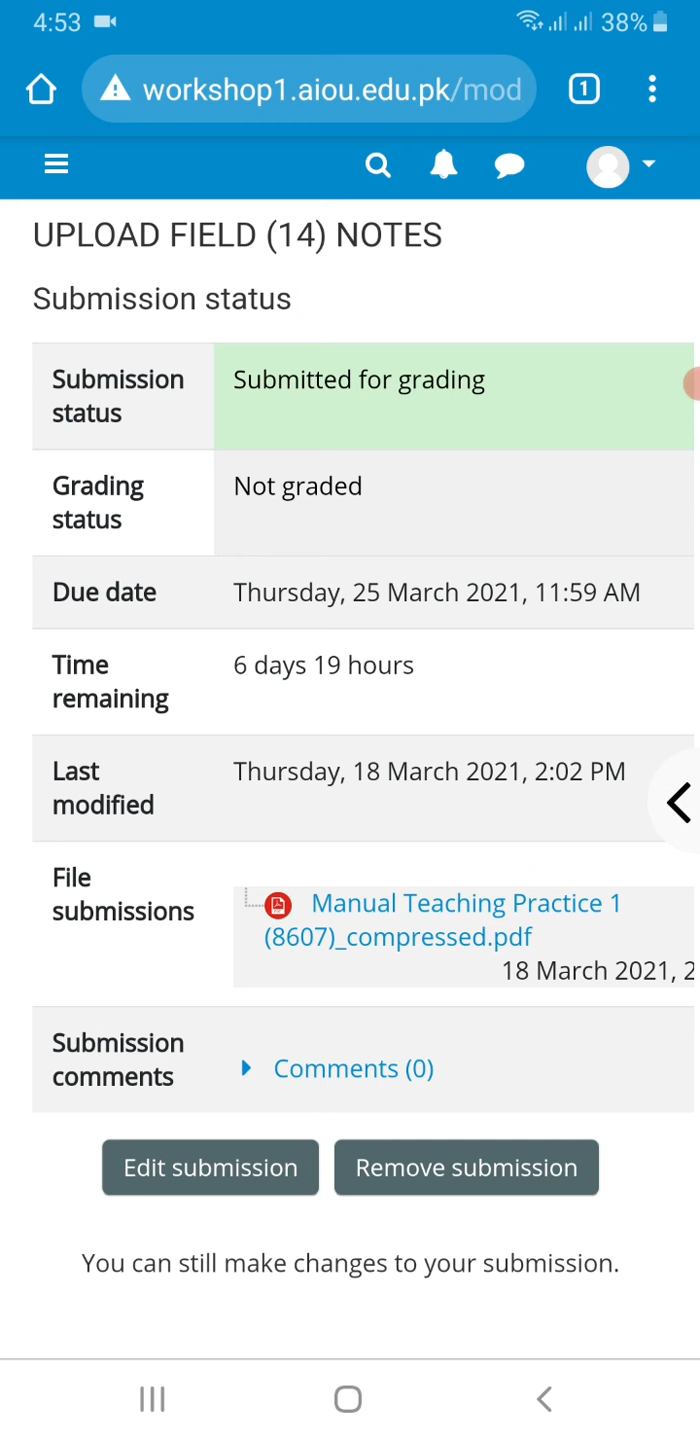 4:53 38%
workshop1.aiou.edu.pk/mod 1
UPLOAD FIELD (14) NOTES
Submission status
Submission status Submitted for grading
Grading status Not graded
Due date Thursday, 25 March 2021, 11:59 AM
Time remaining 6 days 19 hours
Last modified Thursday, 18 March 2021, 2:02 PM
File submissions Manual Teaching Practice 1
(8607)_compressed.pdf
18 March 2021, 2
Submission comments Comments (0)
Edit submission Remove submission
You can still make changes to your submission.